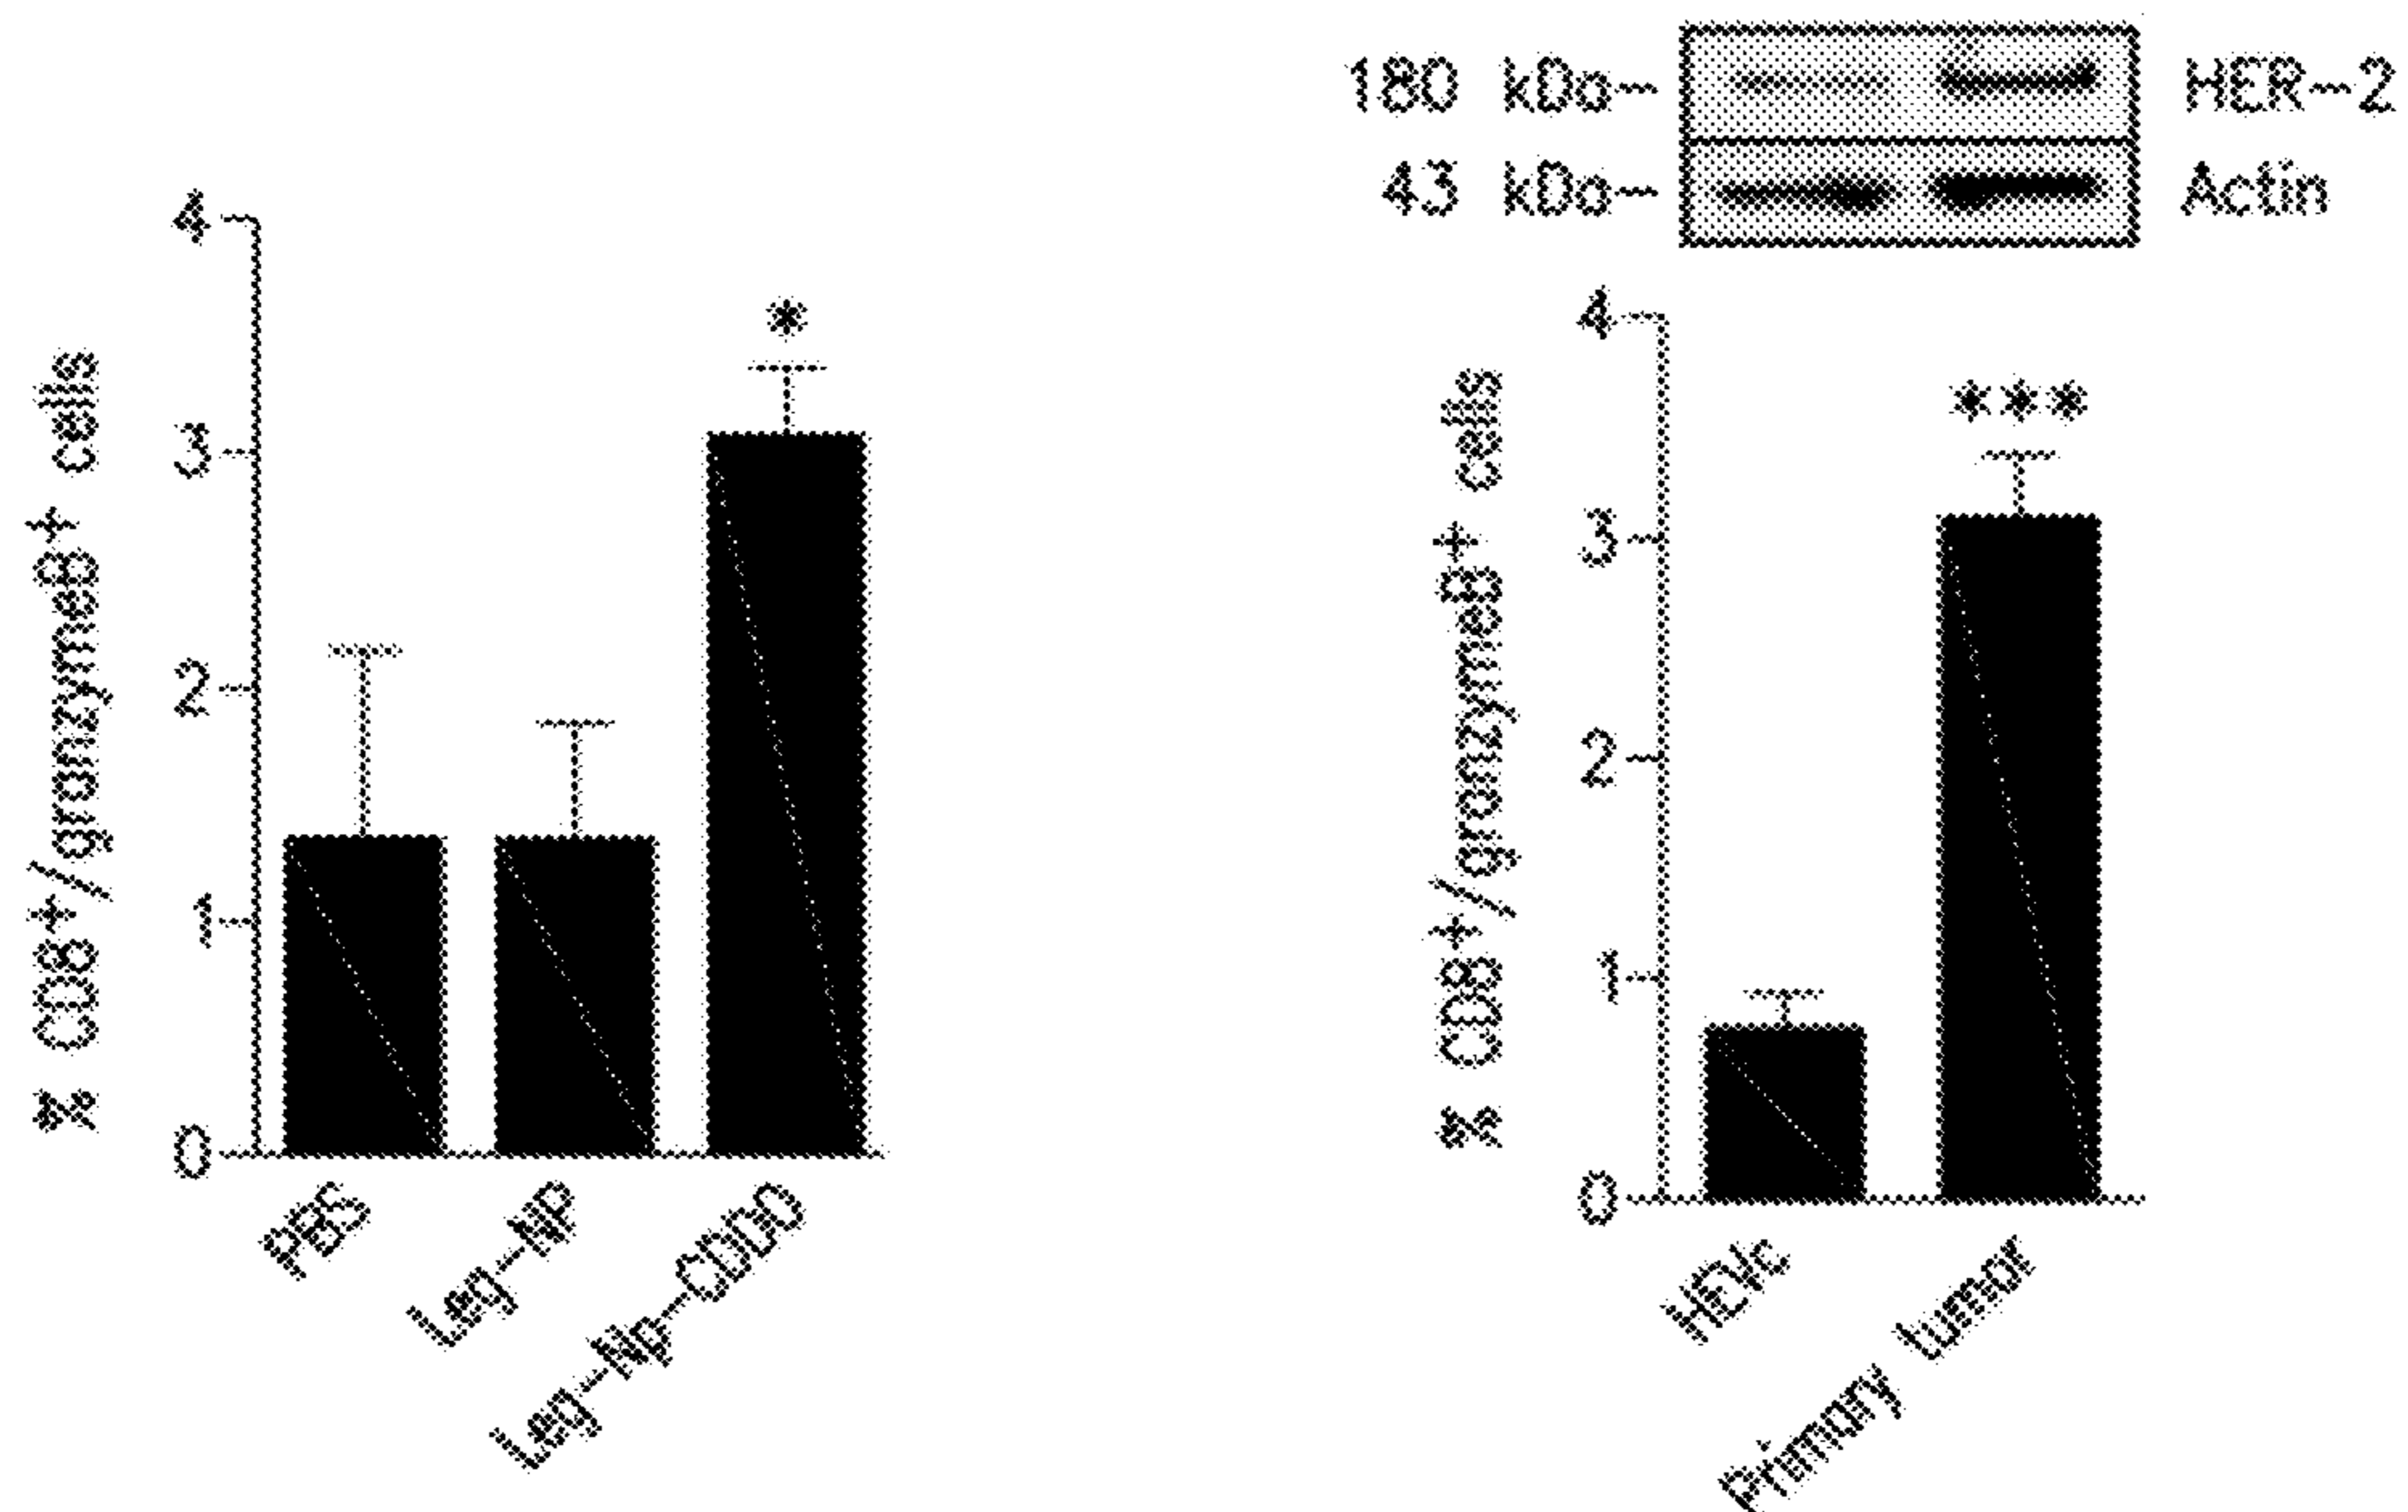 % CD8+/granzymeB+ cells
4
3
2
1
0
*
PBS
Leg-NP
Leg-NP-CDDO
180 kDa-
HER-2
43 kDa-
Actin
% CD8+/granzymeB+ cells
4
3
2
1
0
***
Primary tumor